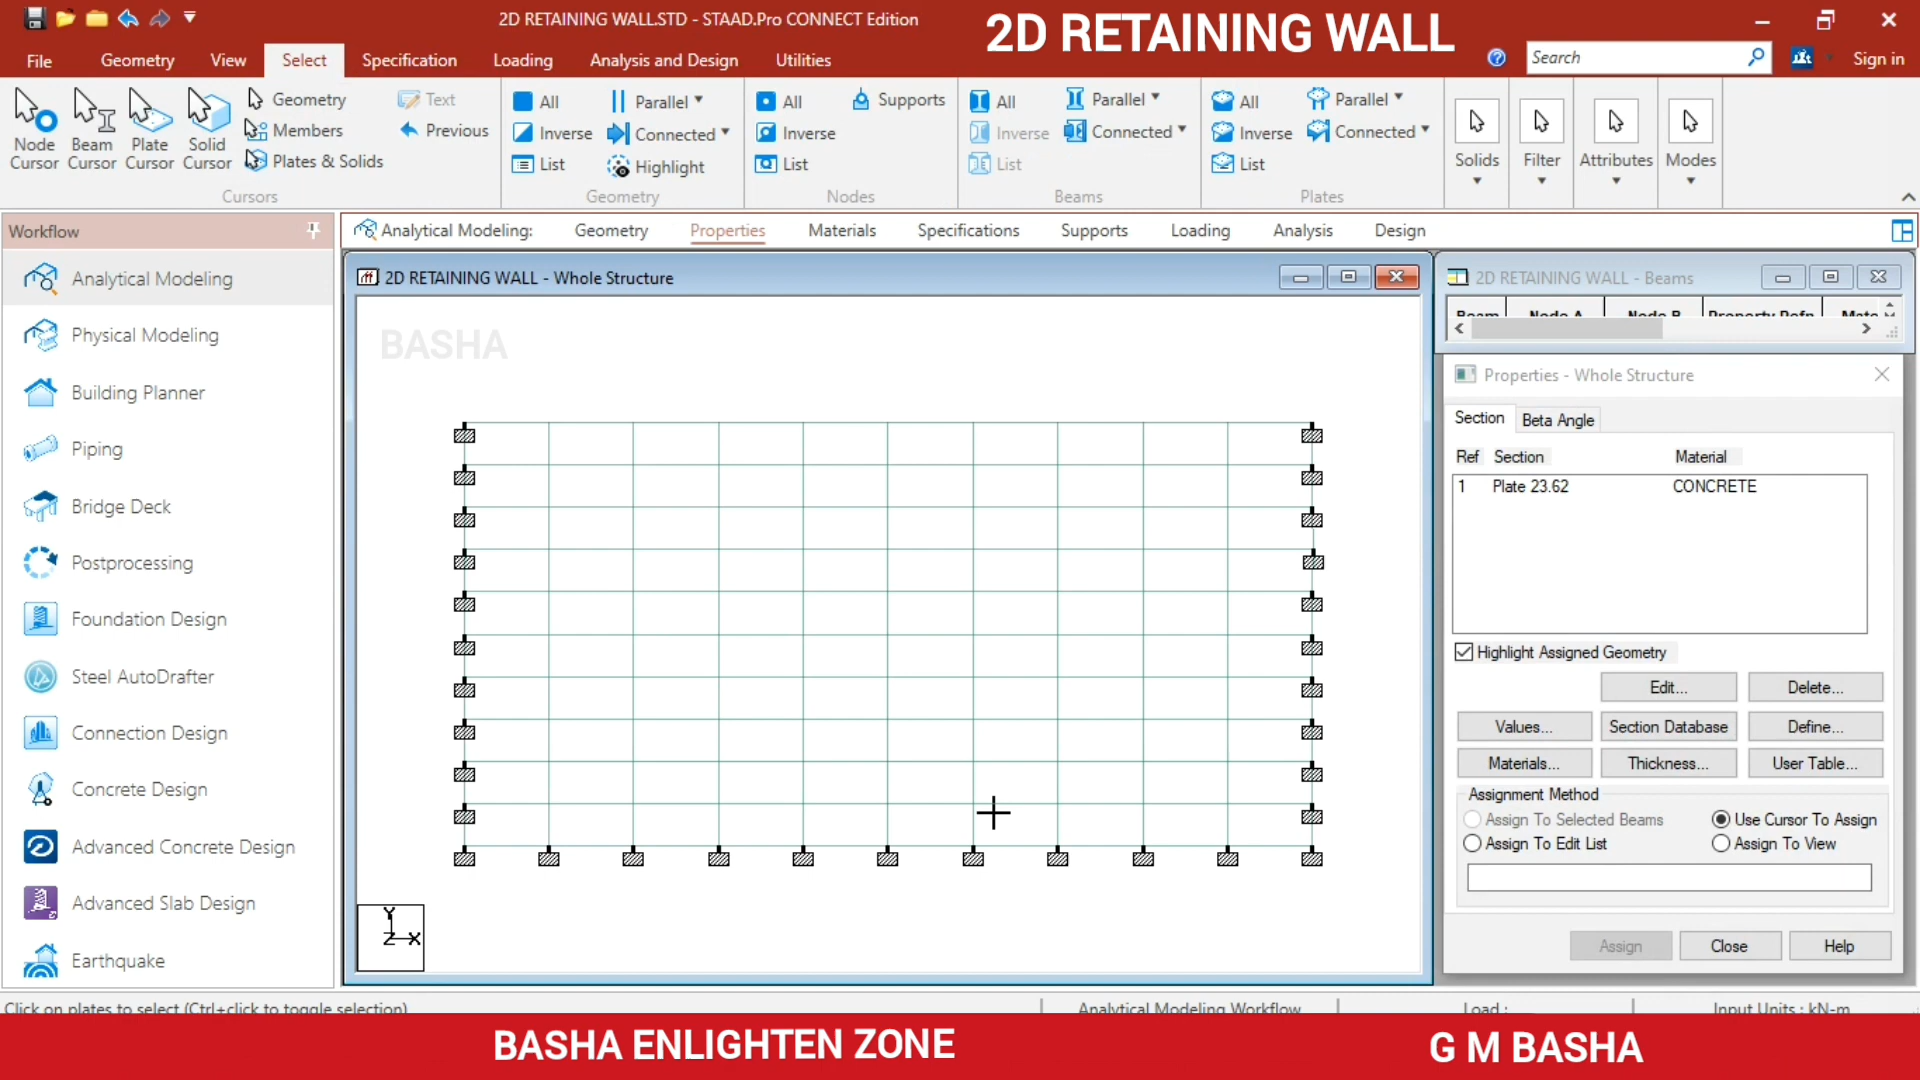 2D RETAINING WALL.STD - STAAD.Pro CONNECT Edition
2D RETAINING WALL
File Geometry View Select Specification Loading Analysis and Design Utilities
Search
Sign in
Node Cursor
Beam Cursor
Plate Cursor
Solid Cursor
Geometry
Members
Plates & Solids
Text
Previous
Cursors
All
Inverse
List
Parallel
Connected
Highlight
Geometry
All
Inverse
List
Supports
Nodes
All
Inverse
List
Parallel
Connected
Beams
All
Inverse
List
Parallel
Connected
Plates
Solids
Filter
Attributes
Modes
Workflow
Analytical Modeling
Physical Modeling
Building Planner
Piping
Bridge Deck
Postprocessing
Foundation Design
Steel AutoDrafter
Connection Design
Concrete Design
Advanced Concrete Design
Advanced Slab Design
Earthquake
Analytical Modeling: Geometry Properties Materials Specifications Supports Loading Analysis Design
2D RETAINING WALL - Whole Structure
BASHA
Y
Z X
2D RETAINING WALL - Beams
Beam Node A Node B Property Refn Mate
Properties - Whole Structure
Section Beta Angle
Ref Section Material
1 Plate 23.62 CONCRETE
Highlight Assigned Geometry
Edit... Delete...
Values... Section Database Define...
Materials... Thickness... User Table...
Assignment Method
Assign To Selected Beams Use Cursor To Assign
Assign To Edit List Assign To View
Assign Close Help
Click on plates to select (Ctrl+click to toggle selection)
Analytical Modeling Workflow
Load :
Input Units : kN-m
BASHA ENLIGHTEN ZONE
G M BASHA